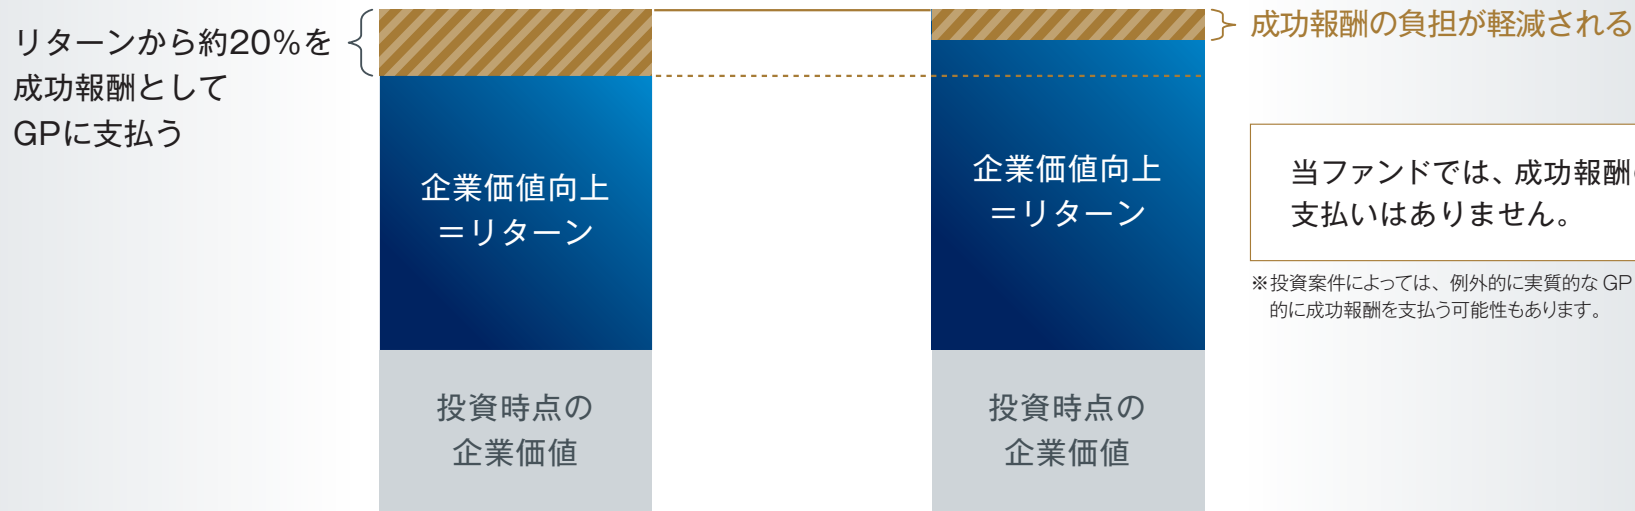 リターンから約20%を
成功報酬として
GPに支払う
企業価値向上
=リターン
投資時点の
企業価値
企業価値向上
=リターン
投資時点の
企業価値
成功報酬の負担が軽減される
当ファンドでは、成功報酬
支払いはありません。
※投資案件によっては、例外的に実質的な GP
的に成功報酬を支払う可能性もあります。